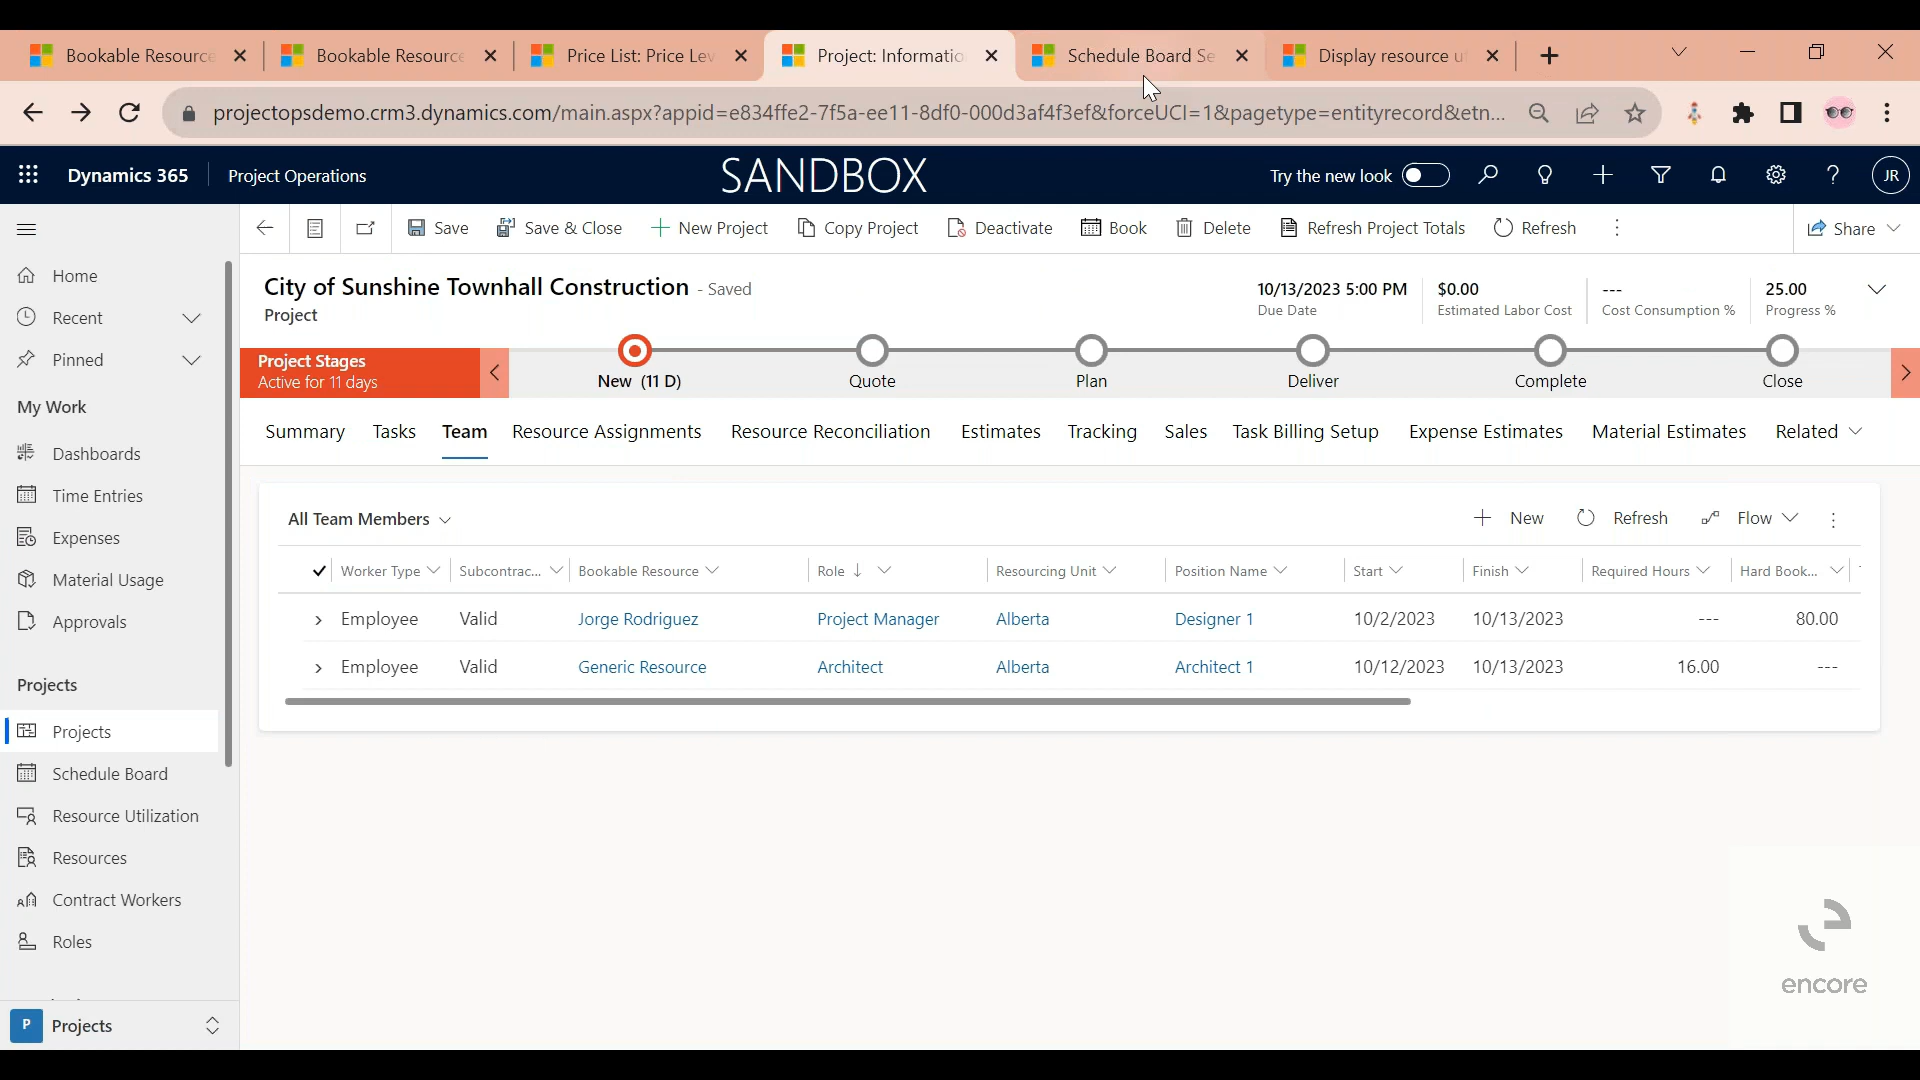 Bookable Resource
Bookable Resource
Price List: Price Lev
Project: Informatio
Schedule Board Se
Display resource u
projectopsdemo.crm3.dynamics.com/main.aspx?appid=e834ffe2-7f5a-ee11-8df0-000d3af4f3ef&forceUCI=1&pagetype=entityrecord&etn...
Dynamics 365
Project Operations
SANDBOX
Try the new look
JR
Save
Save & Close
New Project
Copy Project
Deactivate
Book
Delete
Refresh Project Totals
Refresh
Share
Home
Recent
Pinned
My Work
Dashboards
Time Entries
Expenses
Material Usage
Approvals
Projects
Projects
Schedule Board
Resource Utilization
Resources
Contract Workers
Roles
P Projects
City of Sunshine Townhall Construction - Saved
Project
10/13/2023 5:00 PM
Due Date
$0.00
Estimated Labor Cost
---
Cost Consumption %
25.00
Progress %
Project Stages
Active for 11 days
New (11 D)
Quote
Plan
Deliver
Complete
Close
Summary
Tasks
Team
Resource Assignments
Resource Reconciliation
Estimates
Tracking
Sales
Task Billing Setup
Expense Estimates
Material Estimates
Related
All Team Members
New
Refresh
Flow
Worker Type Subcontrac... Bookable Resource Role Resourcing Unit Position Name Start Finish Required Hours Hard Book...
Employee Valid Jorge Rodriguez Project Manager Alberta Designer 1 10/2/2023 10/13/2023 --- 80.00
Employee Valid Generic Resource Architect Alberta Architect 1 10/12/2023 10/13/2023 16.00 ---
encore